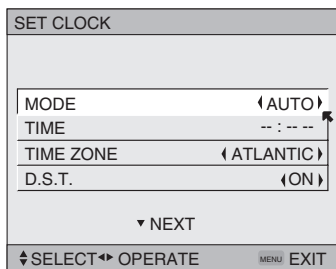 SET CLOCK
MODE AUTO
TIME -- : -- --
TIME ZONE ATLANTIC
D.S.T. ON
NEXT
SELECT OPERATE MENU EXIT